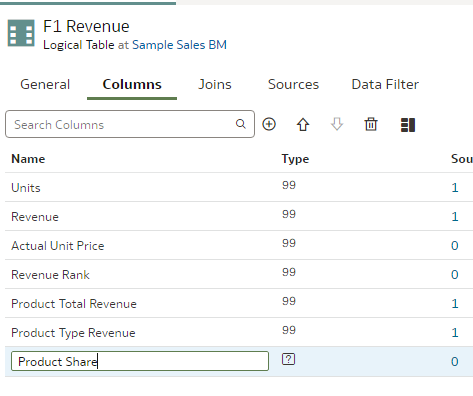 F1 Revenue
Logical Table at Sample Sales BM
General Columns Joins Sources Data Filter
Search Columns
Name Type Sou
Units 99 1
Revenue 99 1
Actual Unit Price 99 0
Revenue Rank 99 0
Product Total Revenue 99 1
Product Type Revenue 99 1
Product Share ? 0